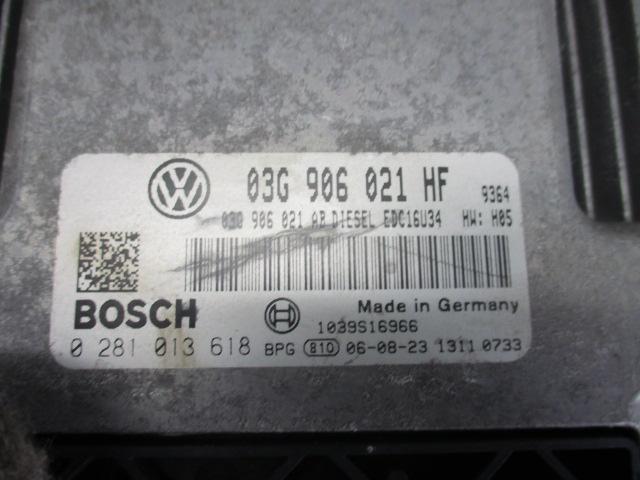 03G 906 021 HF 9364
03G 906 021 AB DIESEL EDC16U34 HW: H05
BOSCH
Made in Germany
1039S16966
0 281 013 618 BPG 810 06-08-23 1311 0733